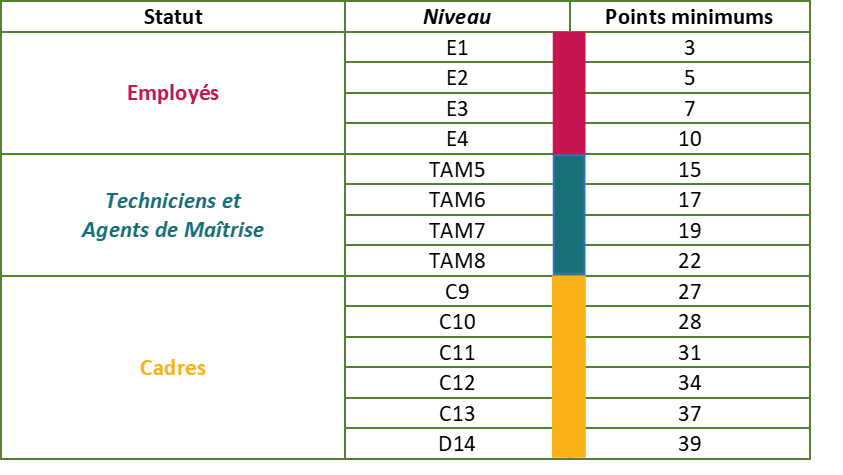 Statut Niveau Points minimums
Employés
E1 3
E2 5
E3 7
E4 10
Techniciens et
Agents de Maîtrise
TAM5 15
TAM6 17
TAM7 19
TAM8 22
Cadres
C9 27
C10 28
C11 31
C12 34
C13 37
D14 39